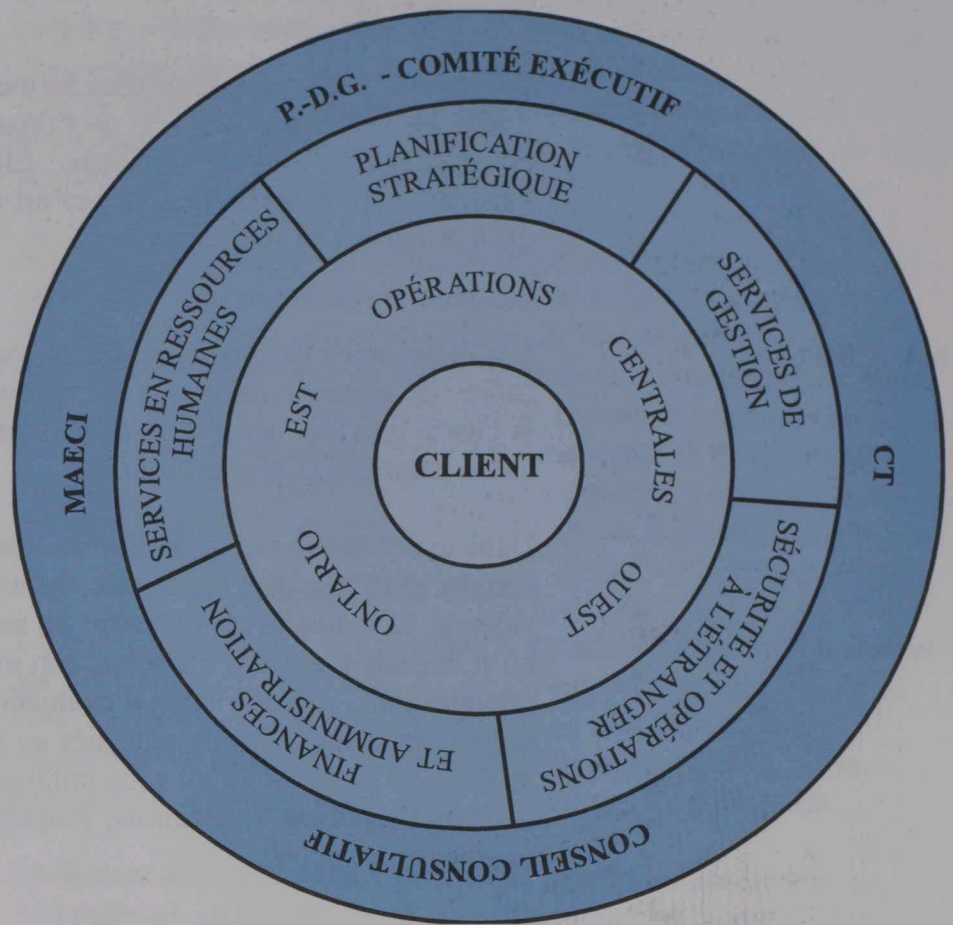 P.-D.G. - COMITÉ EXÉCUTIF
PLANIFICATION
STRATÉGIQUE
SERVICES DE
GESTION
SERVICES EN RESSOURCES
HUMAINES
OPÉRATIONS
CENTRALES
EST
CLIENT
MAECI
CT
ONTARIO
OUEST
SÉCURITÉ ET OPÉRATIONS
À L'ÉTRANGER
FINANCES
ET ADMINISTRATION
CONSEIL CONSULTATIF